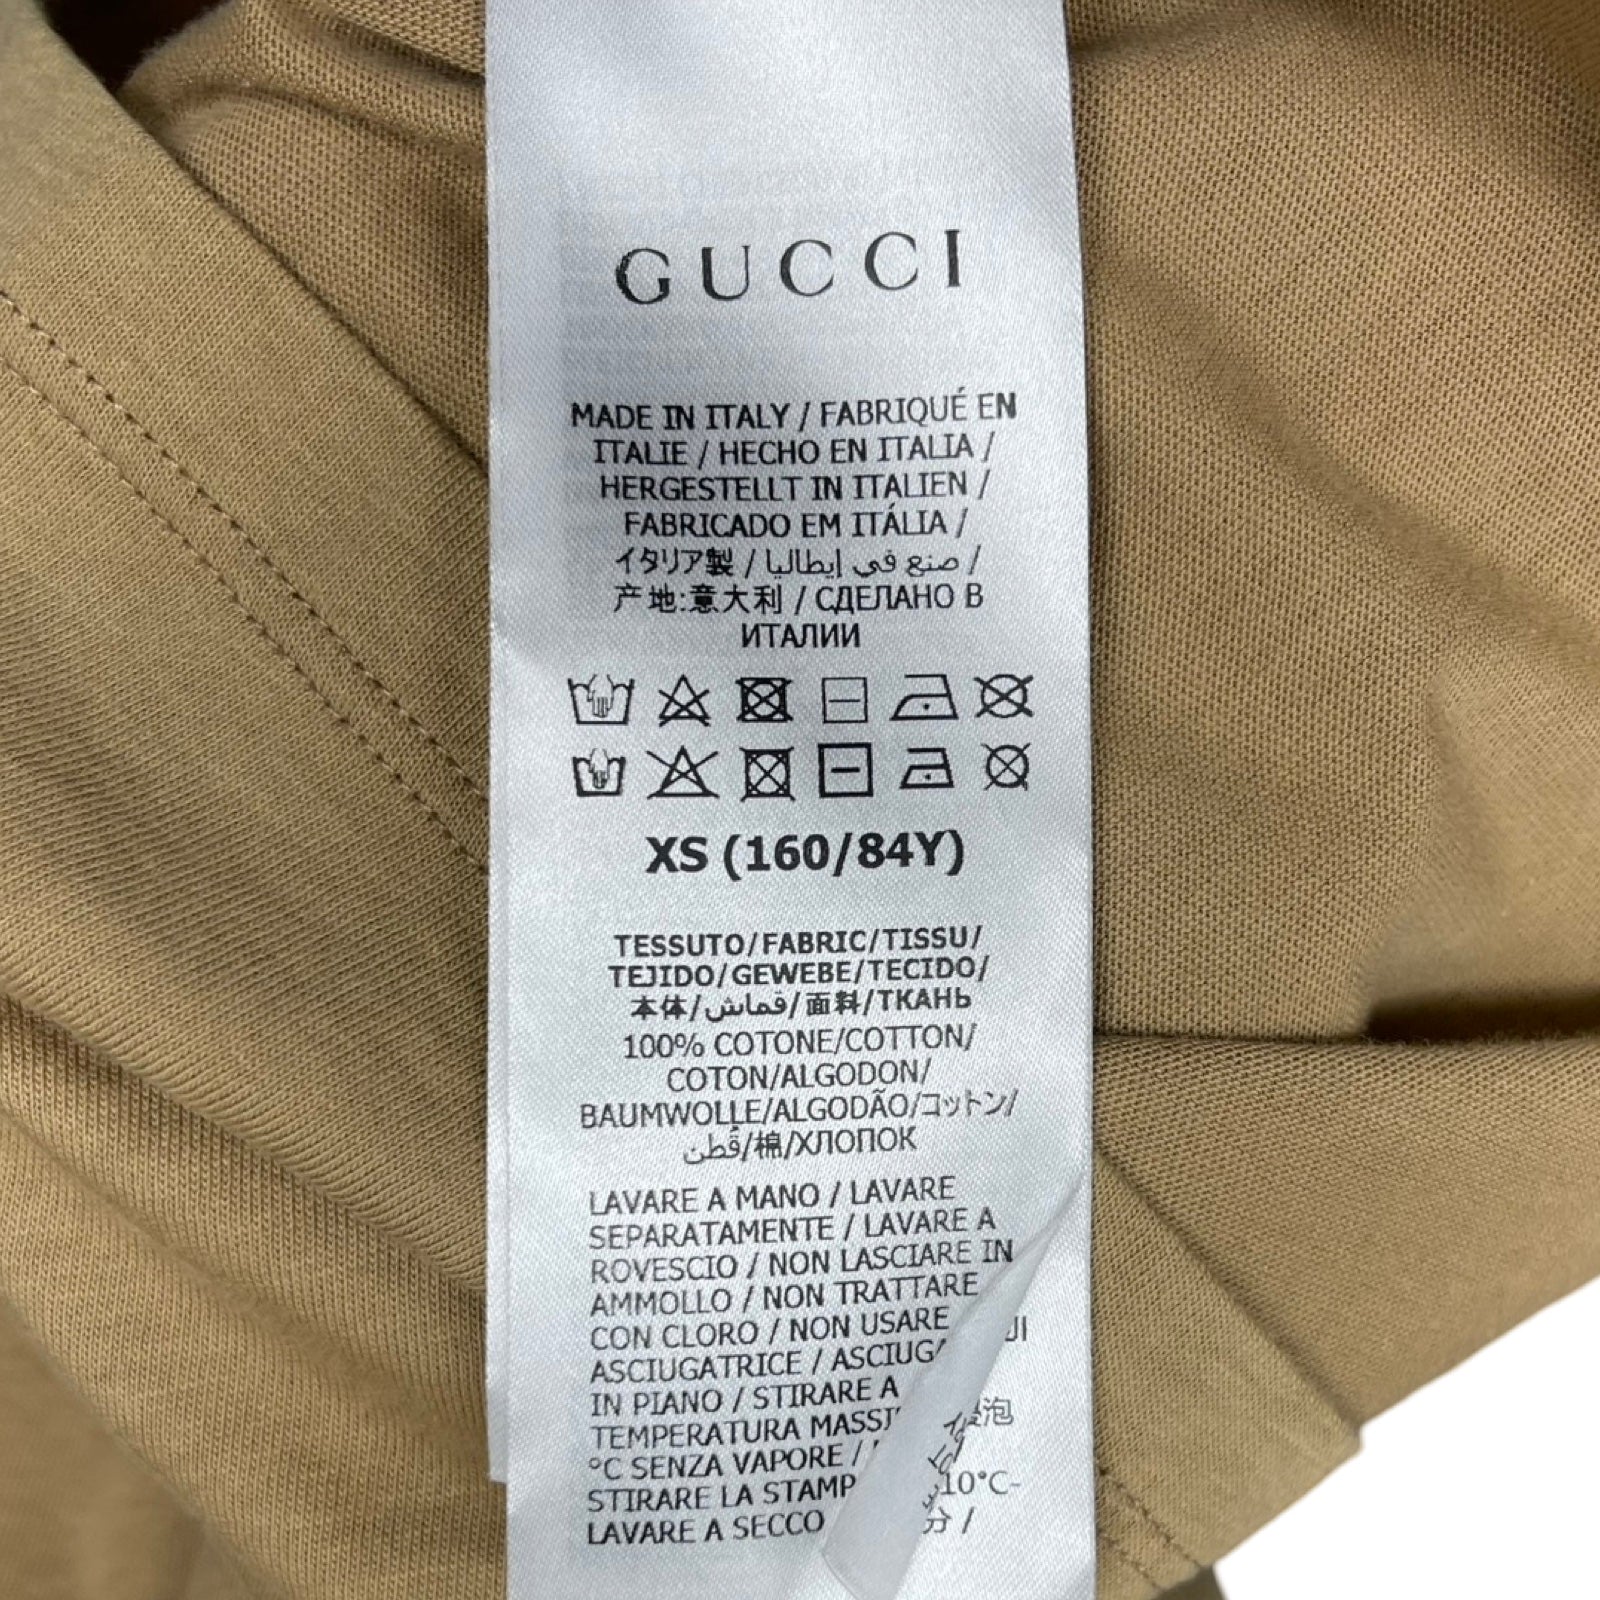 GUCCI
MADE IN ITALY / FABRIQUÉ EN
ITALIE / HECHO EN ITALIA /
HERGESTELLT IN ITALIEN /
FABRICADO EM ITÁLIA /
イタリア製 / صنع في إيطاليا /
产地:意大利 / СДЕЛАНО В
ИТАЛИИ
XS (160/84Y)
TESSUTO/FABRIC/TISSU/
TEJIDO/GEWEBE/TECIDO/
本体/قماش/面料/ТКАНЬ
100% COTONE/COTTON/
COTON/ALGODON/
BAUMWOLLE/ALGODÃO/コットン/
قطن/棉/ХЛОПОК
LAVARE A MANO / LAVARE
SEPARATAMENTE / LAVARE A
ROVESCIO / NON LASCIARE IN
AMMOLLO / NON TRATTARE
CON CLORO / NON USARE
ASCIUGATRICE /
IN PIANO / STIRARE A
TEMPERATURA
°C SENZA VAPORE /
STIRARE LA
LAVARE A SECCO
浸泡
10°C-
分 /